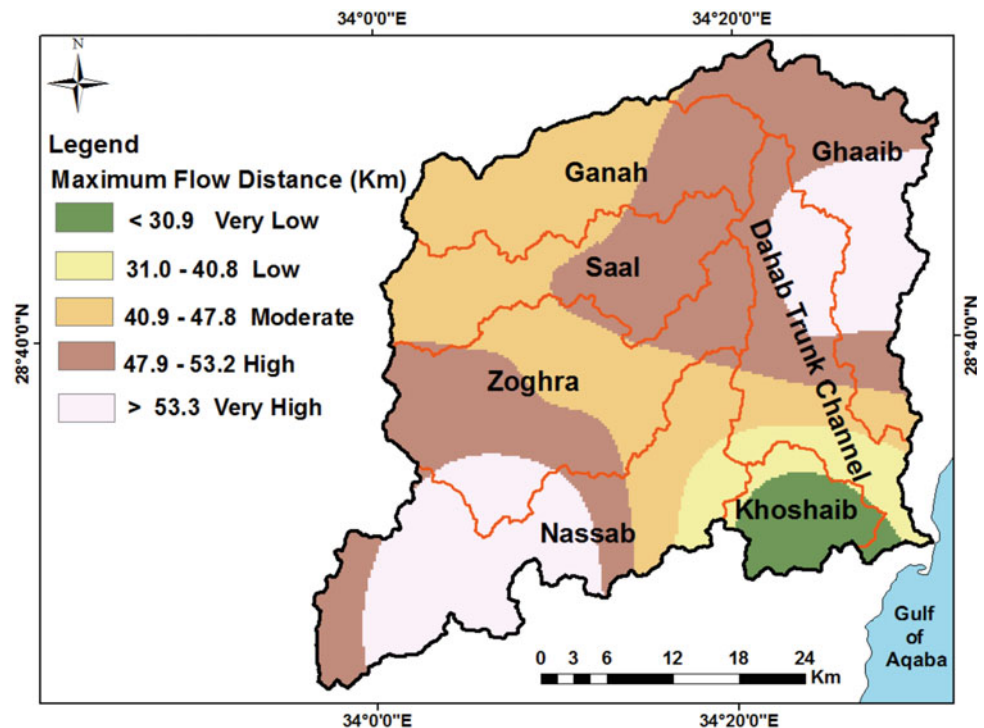 34°0'0"E 34°20'0"E
N
Legend
Maximum Flow Distance (Km)
< 30.9 Very Low
31.0 - 40.8 Low
40.9 - 47.8 Moderate
47.9 - 53.2 High
> 53.3 Very High
Ghaaib
Ganah
Saal
Dahab Trunk Channel
Zoghra
Khoshaib
Nassab
28°40'0"N
28°40'0"N
Gulf
of
Aqaba
0 3 6 12 18 24
Km
34°0'0"E 34°20'0"E